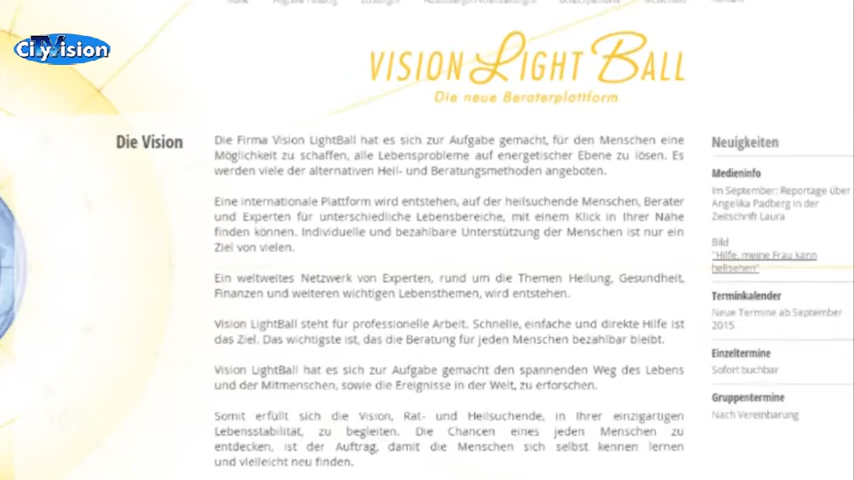 CityVision
TV
VISION LIGHT BALL
Die neue Beraterplattform
Die Vision
Die Firma Vision LightBall hat es sich zur Aufgabe gemacht, für den Menschen eine
Möglichkeit zu schaffen, alle Lebensprobleme auf energetischer Ebene zu lösen. Es
werden viele der alternativen Heil- und Beratungsmethoden angeboten.
Eine internationale Plattform wird entstehen, auf der heilsuchende Menschen, Berater
und Experten für unterschiedliche Lebensbereiche, mit einem Klick in Ihrer Nähe
finden können. Individuelle und bezahlbare Unterstützung der Menschen ist nur ein
Ziel von vielen.
Ein weltweites Netzwerk von Experten, rund um die Themen Heilung, Gesundheit,
Finanzen und weiteren wichtigen Lebensthemen, wird entstehen.
Vision LightBall steht für professionelle Arbeit. Schnelle, einfache und direkte Hilfe ist
das Ziel. Das wichtigste ist, das die Beratung für jeden Menschen bezahlbar bleibt.
Vision LightBall hat es sich zur Aufgabe gemacht den spannenden Weg des Lebens
und der Mitmenschen, sowie die Ereignisse in der Welt, zu erforschen.
Somit erfüllt sich die Vision, Rat- und Heilsuchende, in Ihrer einzigartigen
Lebensstabilität, zu begleiten. Die Chancen eines jeden Menschen zu
entdecken, ist der Auftrag, damit die Menschen sich selbst kennen lernen
und vielleicht neu finden.
Neuigkeiten
Medieninfo
Im September: Reportage über
Angelika Padberg in der
Zeitschrift Laura
Bild
"Hilfe, meine Frau kann
hellsehen"
Terminkalender
Neue Termine ab September
2015
Einzeltermine
Sofort buchbar
Gruppentermine
Nach Vereinbarung